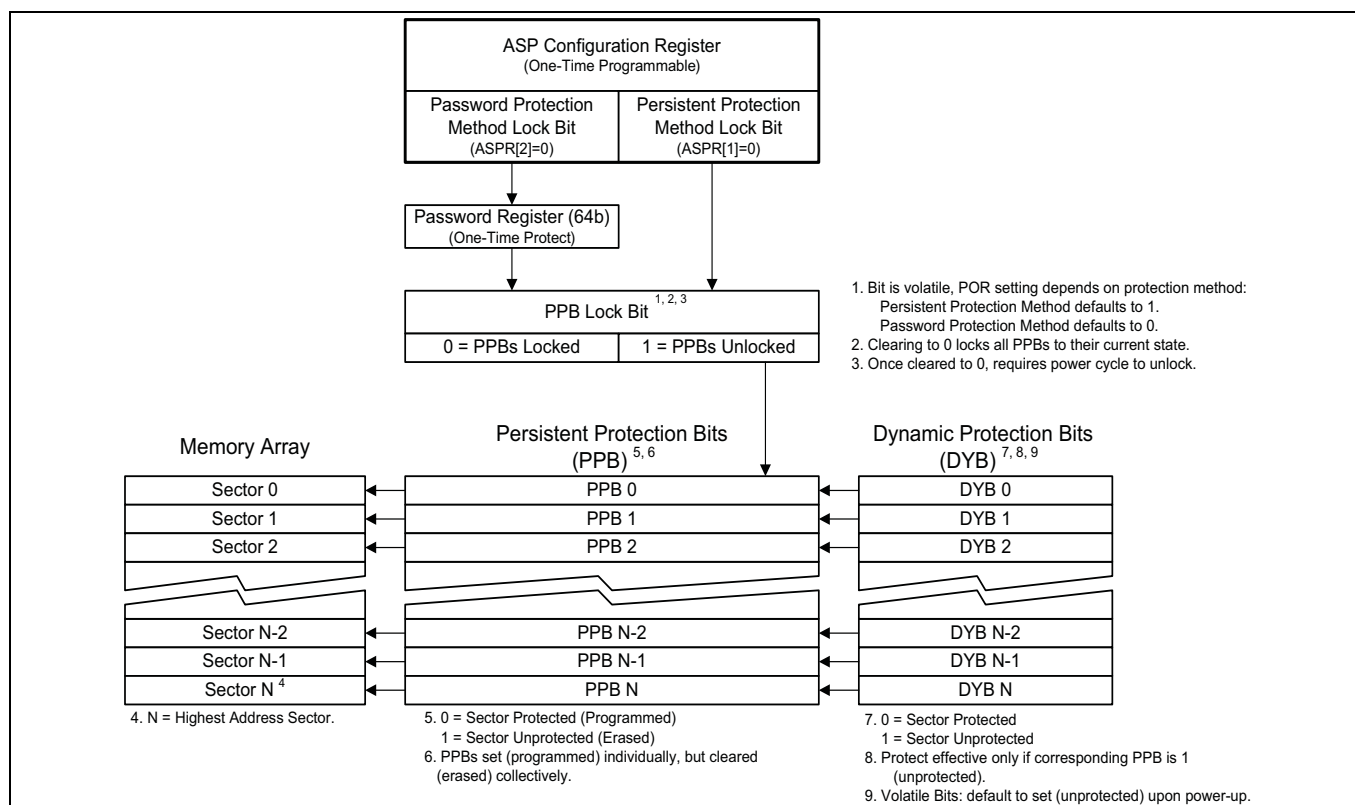 ASP Configuration Register
(One-Time Programmable)
Password Protection
Method Lock Bit
(ASPR[2]=0)
Persistent Protection
Method Lock Bit
(ASPR[1]=0)
Password Register (64b)
(One-Time Protect)
PPB Lock Bit 1, 2, 3
0 = PPBs Locked
1 = PPBs Unlocked
1. Bit is volatile, POR setting depends on protection method:
Persistent Protection Method defaults to 1.
Password Protection Method defaults to 0.
2. Clearing to 0 locks all PPBs to their current state.
3. Once cleared to 0, requires power cycle to unlock.
Memory Array
Sector 0
Sector 1
Sector 2
Sector N-2
Sector N-1
Sector N 4
4. N = Highest Address Sector.
Persistent Protection Bits
(PPB) 5, 6
PPB 0
PPB 1
PPB 2
PPB N-2
PPB N-1
PPB N
5. 0 = Sector Protected (Programmed)
1 = Sector Unprotected (Erased)
6. PPBs set (programmed) individually, but cleared
(erased) collectively.
Dynamic Protection Bits
(DYB) 7, 8, 9
DYB 0
DYB 1
DYB 2
DYB N-2
DYB N-1
DYB N
7. 0 = Sector Protected
1 = Sector Unprotected
8. Protect effective only if corresponding PPB is 1
(unprotected).
9. Volatile Bits: default to set (unprotected) upon power-up.